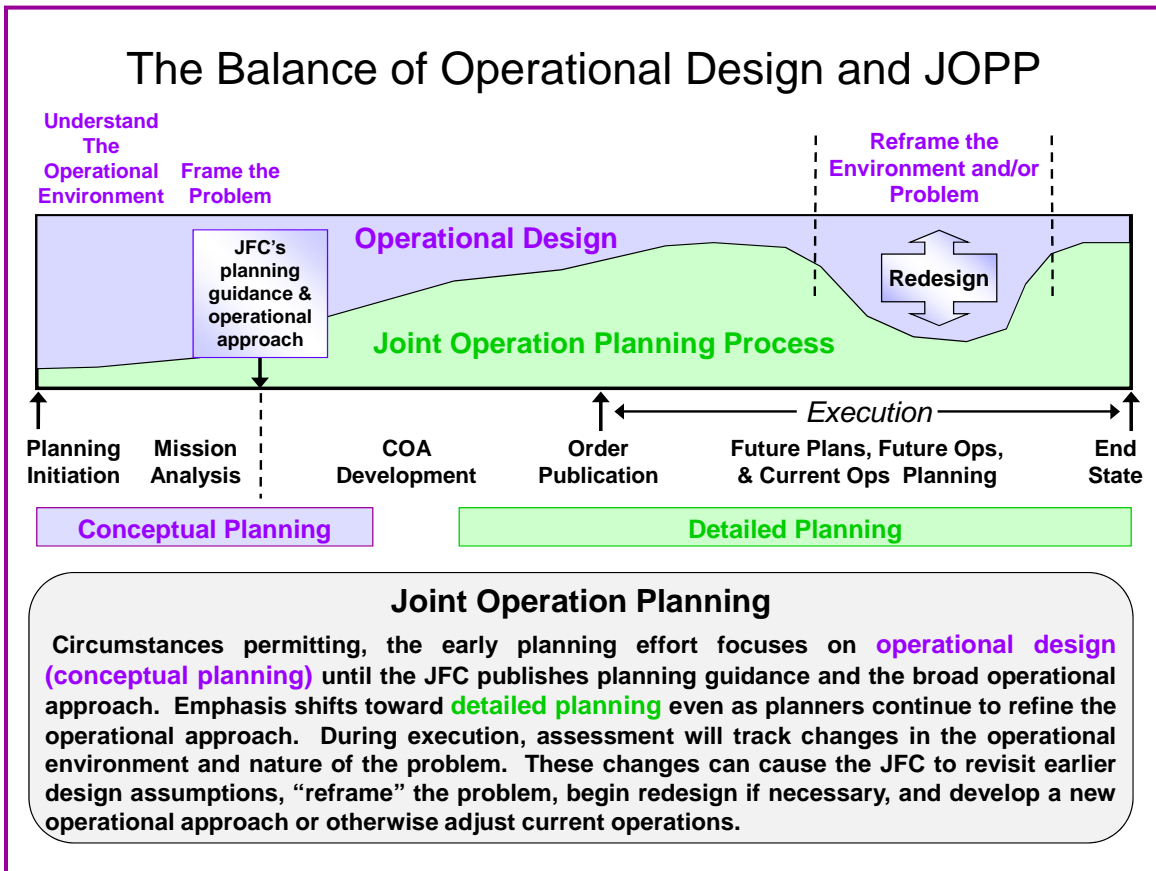 The Balance of Operational Design and JOPP
Understand
The
Operational
Environment
Frame the
Problem
Reframe the
Environment and/or
Problem
Operational Design
JFC's
planning
guidance &
operational
approach
Redesign
Joint Operation Planning Process
Execution
Planning
Initiation
Mission
Analysis
COA
Development
Order
Publication
Future Plans, Future Ops,
& Current Ops Planning
End
State
Conceptual Planning
Detailed Planning
Joint Operation Planning
Circumstances permitting, the early planning effort focuses on operational design
(conceptual planning) until the JFC publishes planning guidance and the broad operational
approach. Emphasis shifts toward detailed planning even as planners continue to refine the
operational approach. During execution, assessment will track changes in the operational
environment and nature of the problem. These changes can cause the JFC to revisit earlier
design assumptions, “reframe” the problem, begin redesign if necessary, and develop a new
operational approach or otherwise adjust current operations.